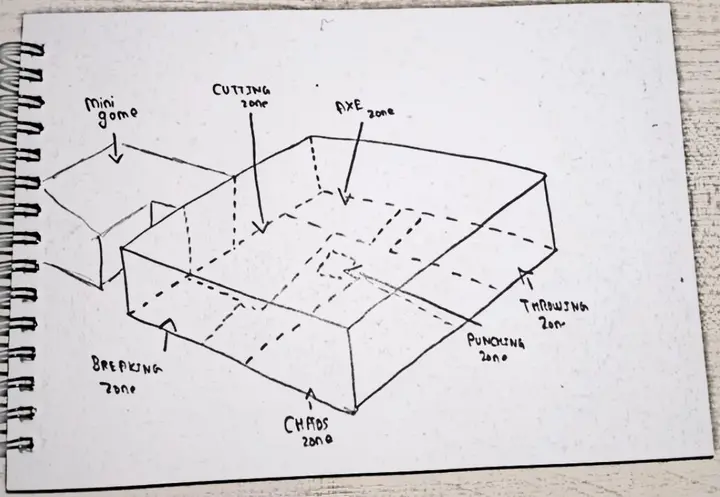 CUTTING
zone
mini
game
AXE zone
THROWING
Zone
PUNCHING
Zone
BREAKING
Zone
CHAOS
zone